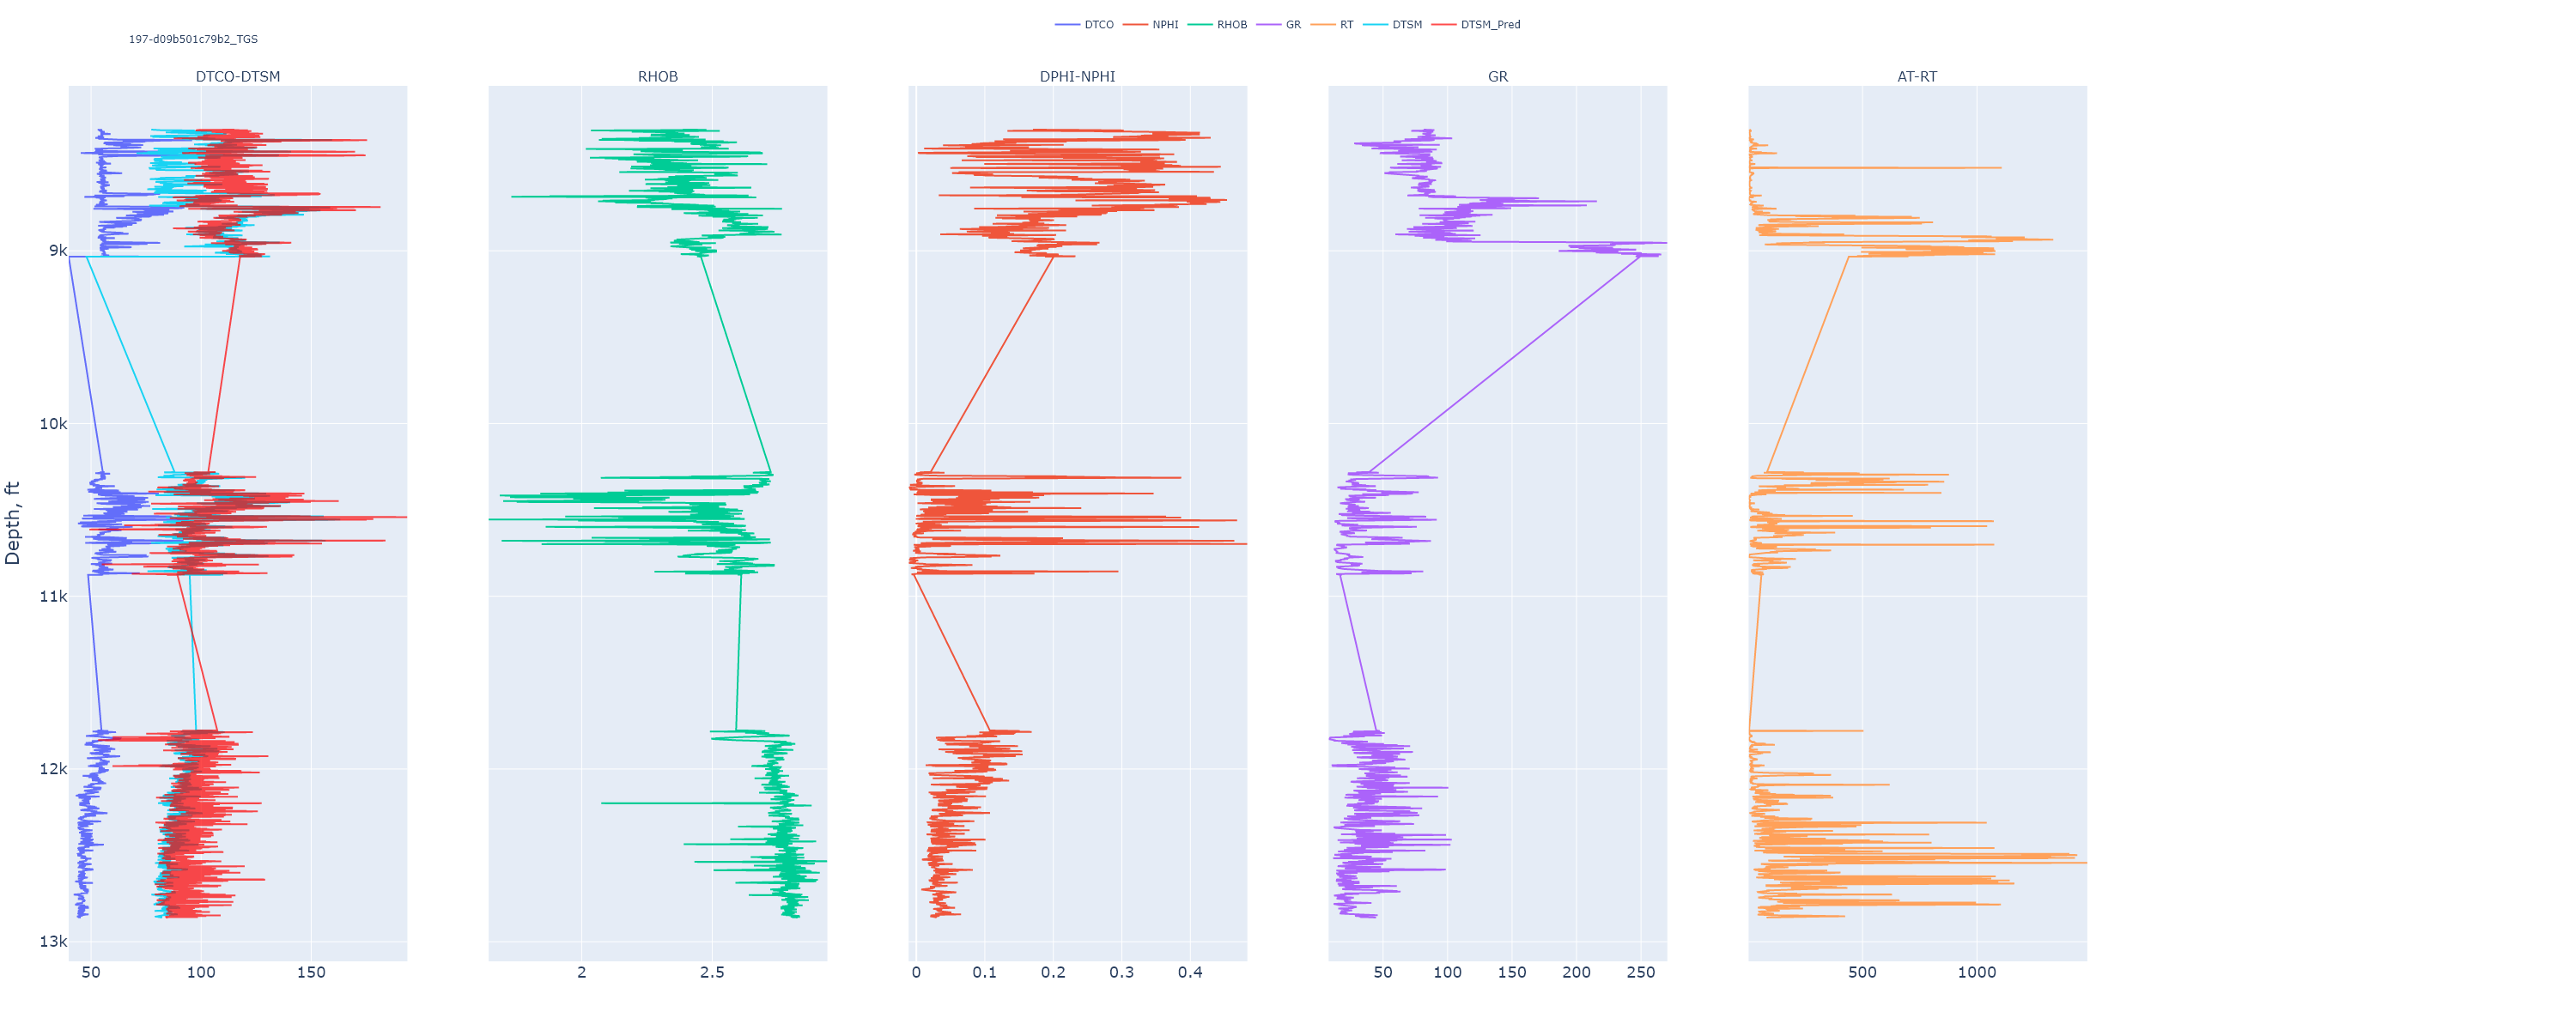 DTCO NPHI RHOB GR RT DTSM DTSM_Pred
197-d09b501c79b2_TGS
DTCO-DTSM RHOB DPHI-NPHI GR AT-RT
9k
10k
Depth, ft
11k
12k
13k
50 100 150 2 2.5 0 0.1 0.2 0.3 0.4 50 100 150 200 250 500 1000